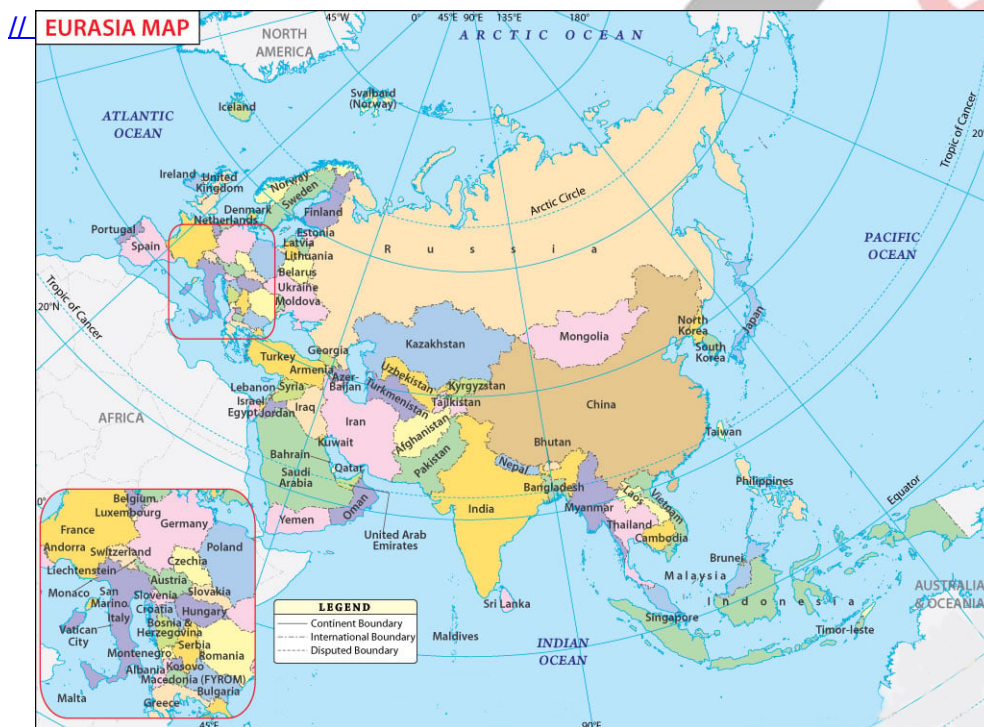 //
EURASIA MAP
45°W
0°
45°E
90°E
135°E
180°
ARCTIC OCEAN
NORTH
AMERICA
Svalbard
(Norway)
Iceland
ATLANTIC
OCEAN
Tropic of Cancer
20°
Ireland
United
Kingdom
Norway
Sweden
Finland
Denmark
Netherlands
Estonia
Latvia
Lithuania
Belarus
Ukraine
Moldova
Portugal
Spain
Arctic Circle
Russia
PACIFIC
OCEAN
20°N
Tropic of Cancer
Kazakhstan
Mongolia
North
Korea
South
Korea
Japan
Turkey
Georgia
Armenia
Azer-
Baijan
Uzbekistan
Turkmenistan
Kyrgyzstan
Tajikistan
China
Lebanon
Syria
Israel
Egypt
Jordan
Iraq
Iran
Afghanistan
Kuwait
Pakistan
Bhutan
Nepal
Taiwan
AFRICA
Bahrain
Qatar
Saudi
Arabia
Oman
Yemen
United Arab
Emirates
Bangladesh
India
Myanmar
Laos
Vietnam
Thailand
Cambodia
Philippines
Equator
0°
Brunei
Malaysia
Singapore
Indonesia
Timor-leste
AUSTRALIA
& OCEANIA
Sri Lanka
Maldives
INDIAN
OCEAN
Belgium
Luxembourg
Germany
France
Andorra
Switzerland
Poland
Czechia
Liechtenstein
Austria
Slovakia
Monaco
San
Marino
Slovenia
Italy
Croatia
Hungary
Bosnia &
Herzegovina
Vatican
City
Serbia
Montenegro
Romania
Kosovo
Albania
Macedonia (FYROM)
Malta
Bulgaria
Greece
LEGEND
Continent Boundary
International Boundary
Disputed Boundary
45°E
90°E